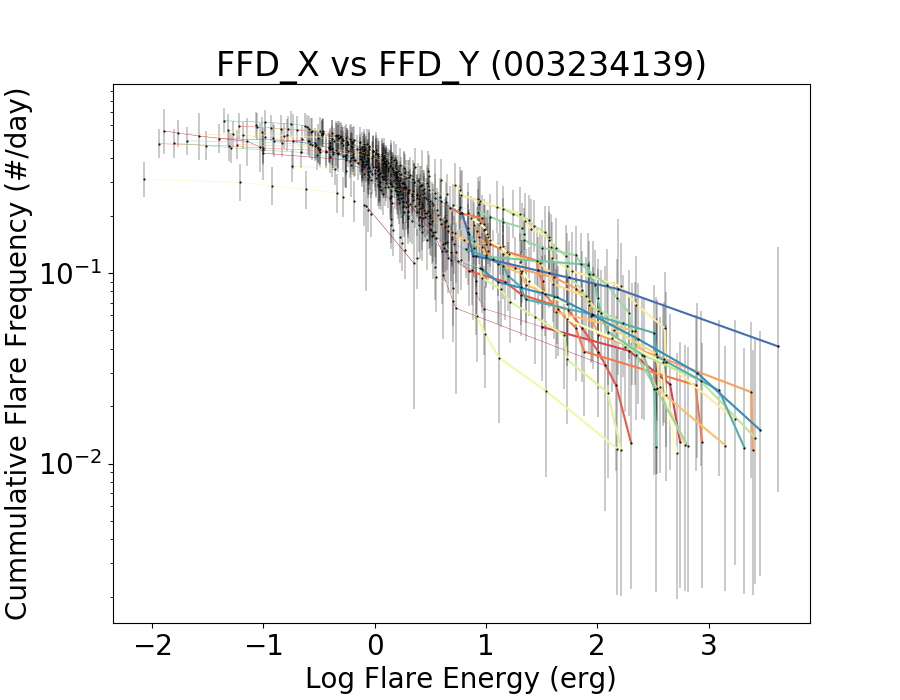 FFD_X vs FFD_Y (003234139)
Cummulative Flare Frequency (#/day)
10⁻¹
10⁻²
−2 −1 0 1 2 3
Log Flare Energy (erg)